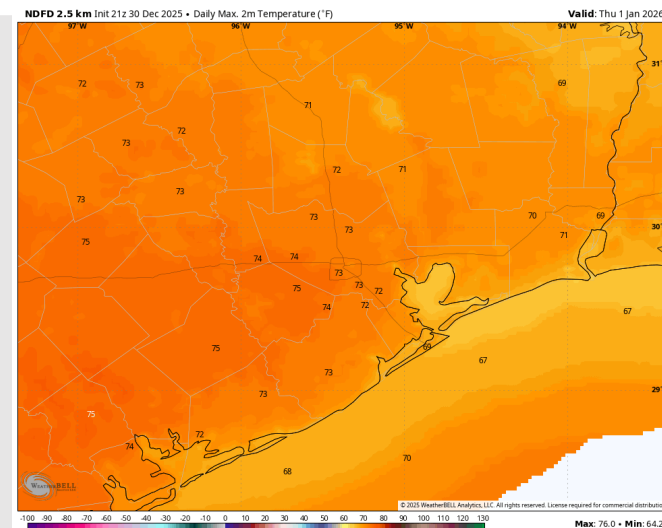 NDFD 2.5 km Init 21z 30 Dec 2025 • Daily Max. 2m Temperature (°F)
Valid: Thu 1 Jan 2026
97°W 96°W 95°W 94°W
31°
72 73 69
71
72
73
72 71
73 73
73 70 69
73 71 30°
75
74 74
73
75 73 72
74 72 67
75 69 67
73 29°
73
75
72
74
70
68
WeatherBELL
© 2025 WeatherBELL Analytics, LLC. All rights reserved. License required for commercial distributio
-100 -90 -80 -70 -60 -50 -40 -30 -20 -10 0 10 20 30 40 50 60 70 80 90 100 110 120 130
Max: 76.0 • Min: 64.